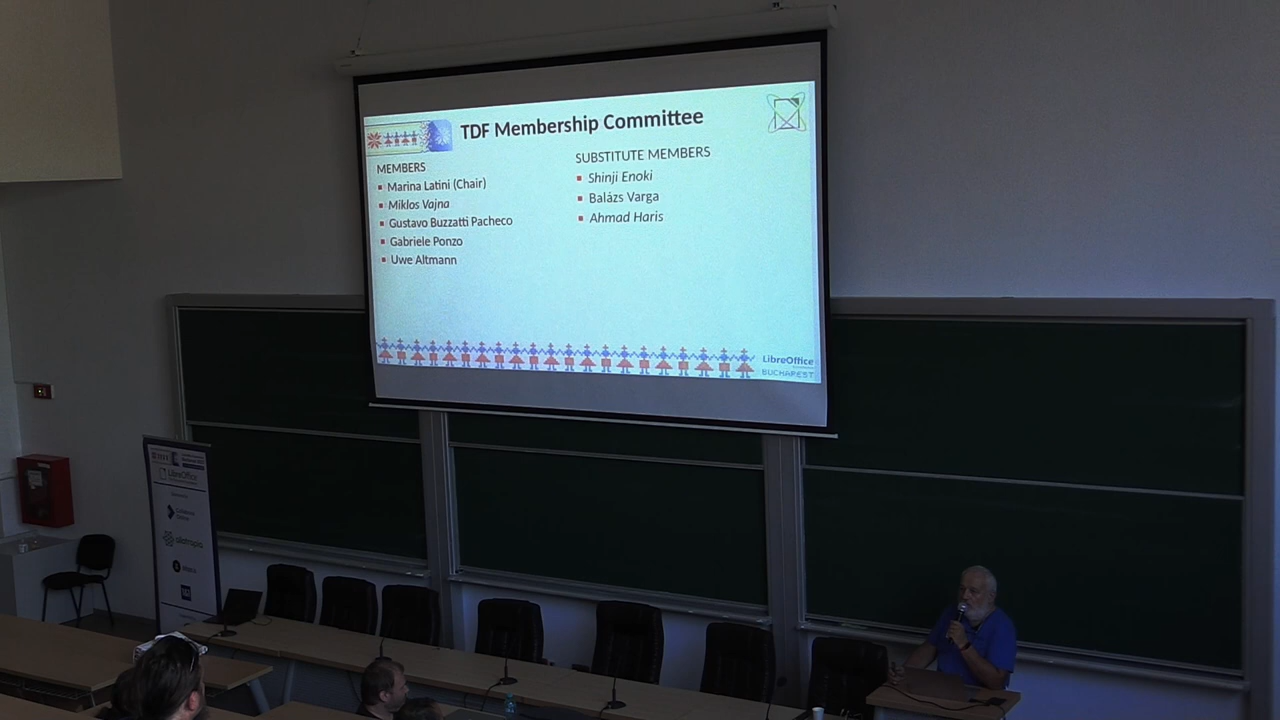 TDF Membership Committee
MEMBERS
Marina Latini (Chair)
Miklos Vajna
Gustavo Buzzatti Pacheco
Gabriele Ponzo
Uwe Altmann
SUBSTITUTE MEMBERS
Shinji Enoki
Balázs Varga
Ahmad Haris
LibreOffice
BUCHAREST
LibreOffice